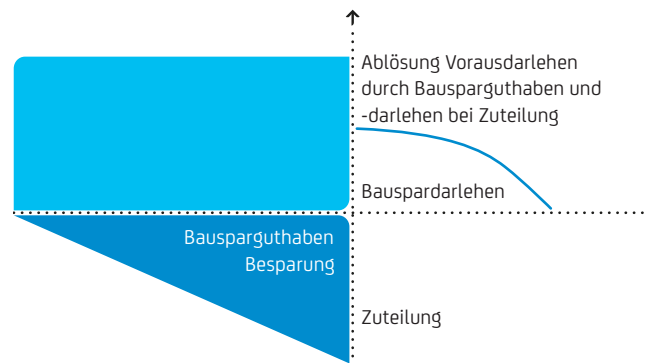 Ablösung Vorausdarlehen
durch Bausparguthaben und
-darlehen bei Zuteilung
Bauspardarlehen
Bausparguthaben
Besparung
Zuteilung